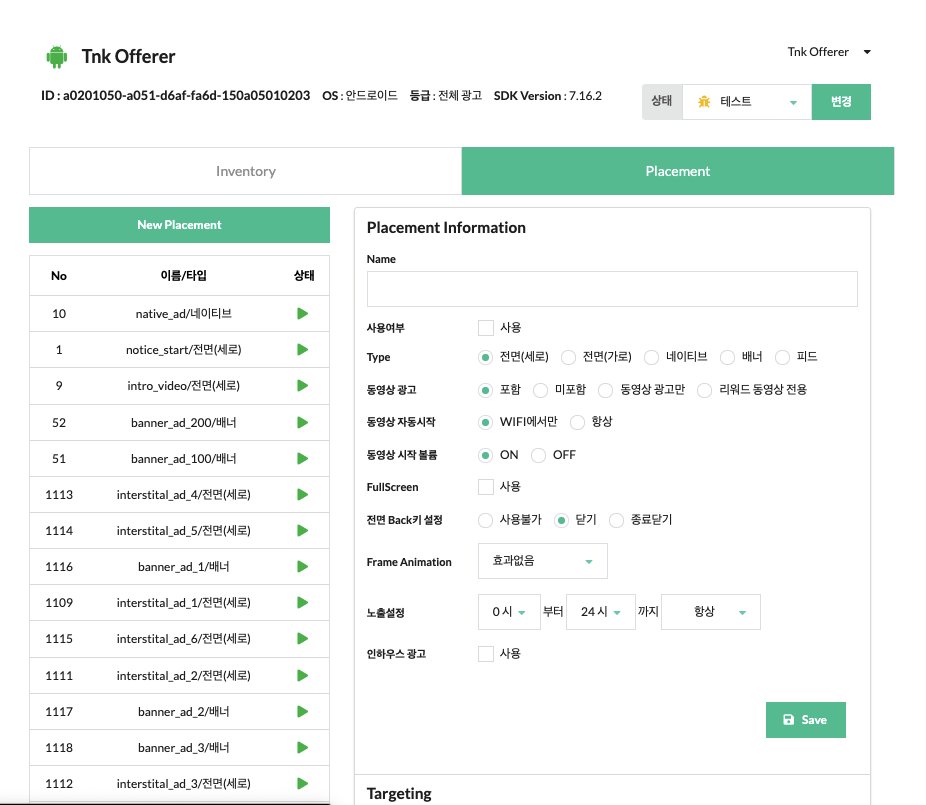 Tnk Offerer
Tnk Offerer
ID : a0201050-a051-d6af-fa6d-150a05010203 OS : 안드로이드 등급 : 전체 광고 SDK Version : 7.16.2
상태 테스트 변경
Inventory Placement
New Placement
No 이름/타입 상태
10 native_ad/네이티브
1 notice_start/전면(세로)
9 intro_video/전면(세로)
52 banner_ad_200/배너
51 banner_ad_100/배너
1113 interstital_ad_4/전면(세로)
1114 interstital_ad_5/전면(세로)
1116 banner_ad_1/배너
1109 interstital_ad_1/전면(세로)
1115 interstital_ad_6/전면(세로)
1111 interstital_ad_2/전면(세로)
1117 banner_ad_2/배너
1118 banner_ad_3/배너
1112 interstital_ad_3/전면(세로)
Placement Information
Name
사용여부 사용
Type 전면(세로) 전면(가로) 네이티브 배너 피드
동영상 광고 포함 미포함 동영상 광고만 리워드 동영상 전용
동영상 자동시작 WIFI에서만 항상
동영상 시작 볼륨 ON OFF
FullScreen 사용
전면 Back키 설정 사용불가 닫기 종료닫기
Frame Animation 효과없음
노출설정 0 시 부터 24 시 까지 항상
인하우스 광고 사용
Save
Targeting